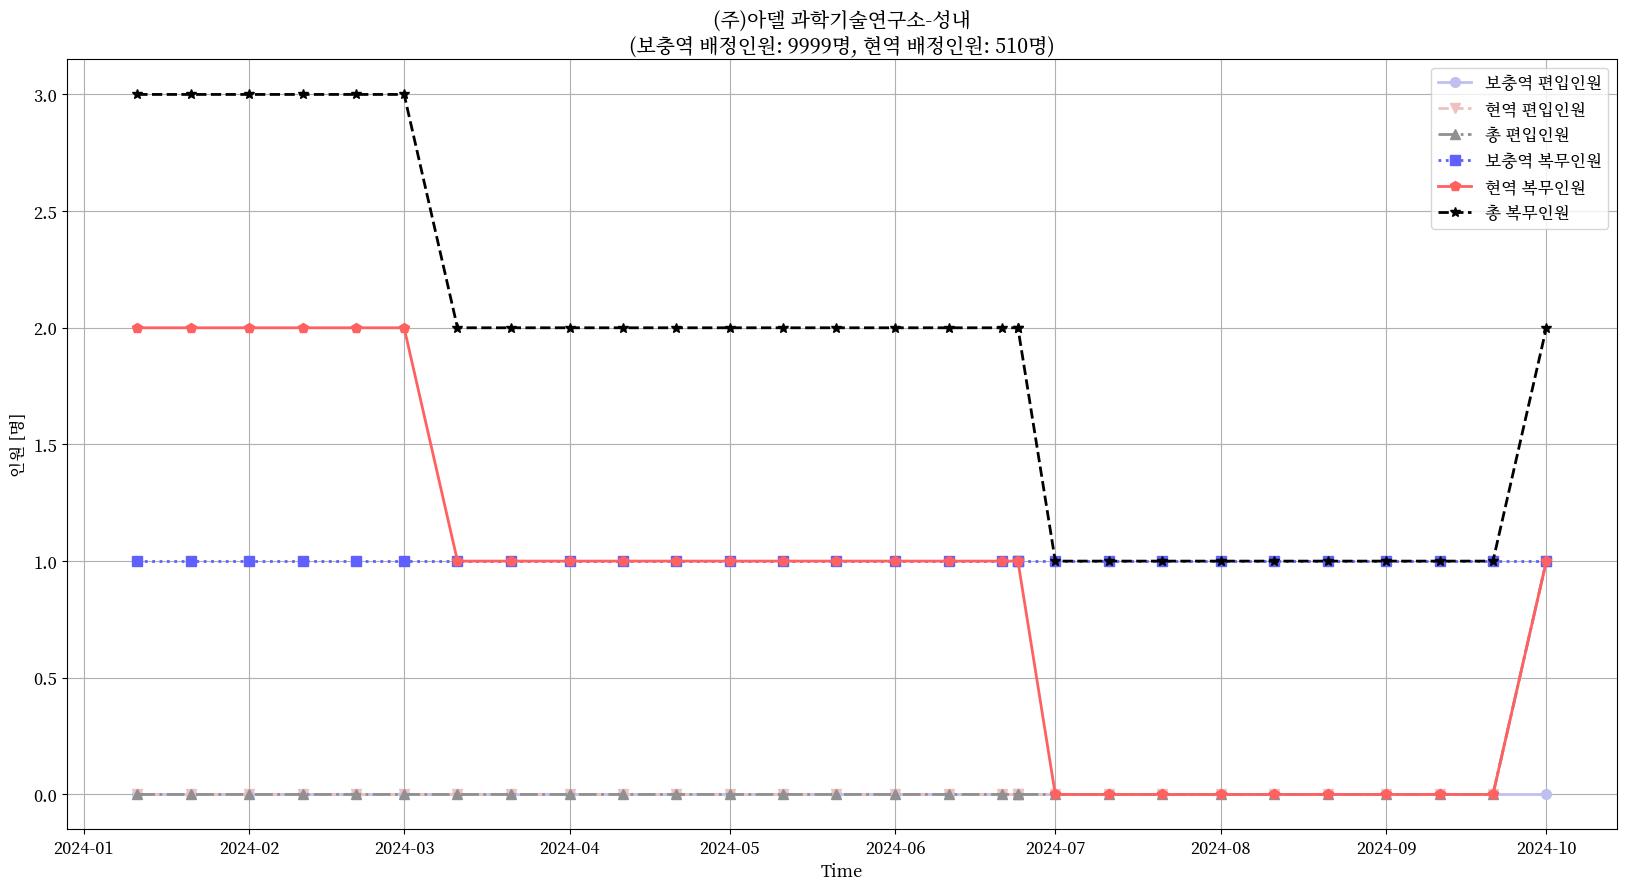 (주)아델 과학기술연구소-성내
(보충역 배정인원: 9999명, 현역 배정인원: 510명)
보충역 편입인원
현역 편입인원
총 편입인원
보충역 복무인원
현역 복무인원
총 복무인원
인원 [명]
3.0
2.5
2.0
1.5
1.0
0.5
0.0
2024-01 2024-02 2024-03 2024-04 2024-05 2024-06 2024-07 2024-08 2024-09 2024-10
Time